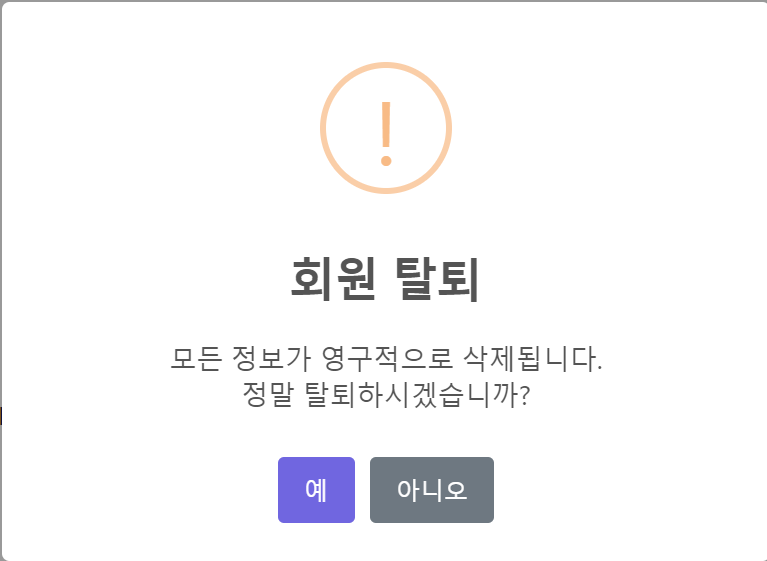 !
회원 탈퇴
모든 정보가 영구적으로 삭제됩니다.
정말 탈퇴하시겠습니까?
예
아니오